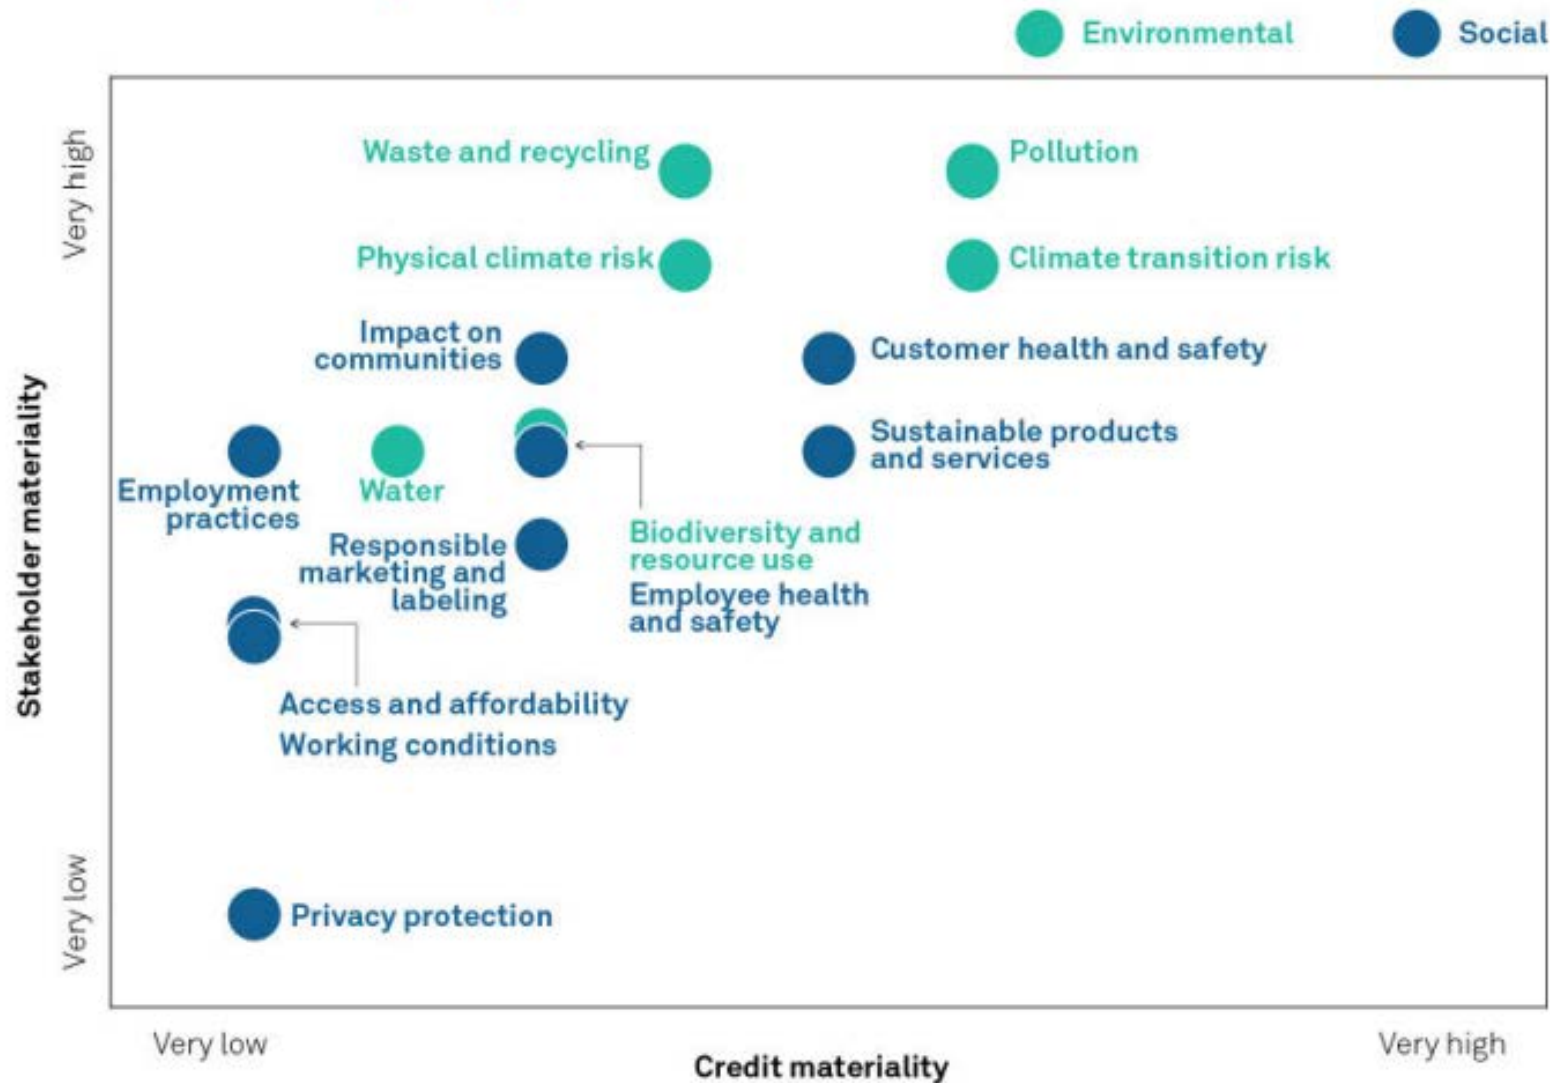 Environmental
Social
Very high
Stakeholder materiality
Very low
Waste and recycling
Pollution
Physical climate risk
Climate transition risk
Impact on
communities
Customer health and safety
Sustainable products
and services
Employment
practices
Water
Responsible
marketing and
labeling
Biodiversity and
resource use
Employee health
and safety
Access and affordability
Working conditions
Privacy protection
Very low
Credit materiality
Very high